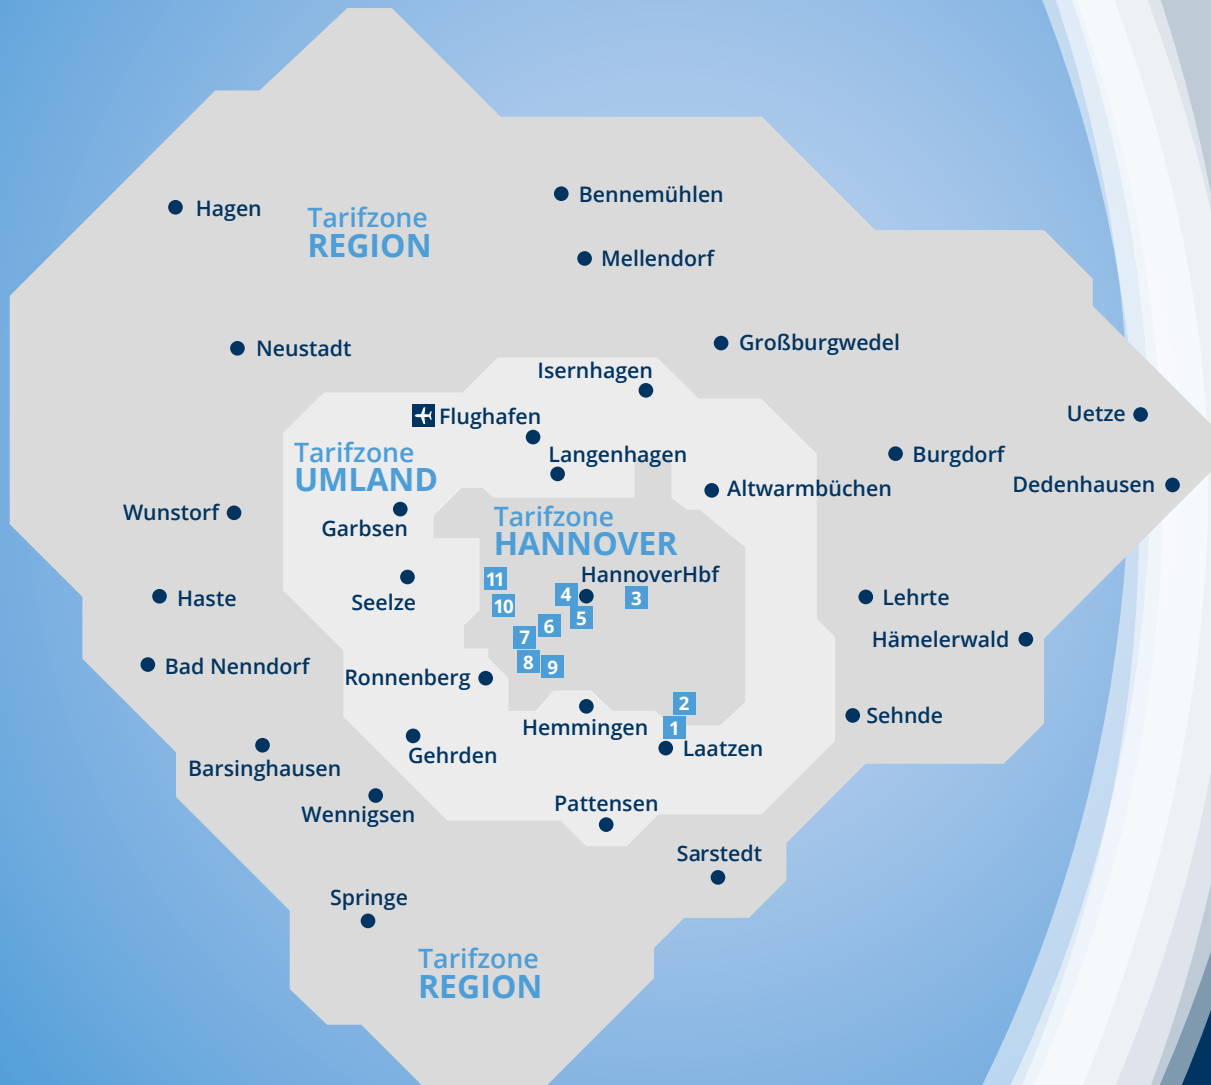 Bennemühlen
Hagen
Tarifzone
REGION
Mellendorf
Großburgwedel
Neustadt
Isernhagen
Uetze
Flughafen
Tarifzone
UMLAND
Langenhagen
Burgdorf
Dedenhausen
Altwarmbüchen
Wunstorf
Garbsen
Tarifzone
HANNOVER
HannoverHbf
11
4
3
10
5
6
7
8
9
Seelze
Haste
Lehrte
Hämelerwald
Bad Nenndorf
Ronnenberg
2
1
Hemmingen
Sehnde
Laatzen
Gehrden
Barsinghausen
Wennigsen
Pattensen
Sarstedt
Springe
Tarifzone
REGION